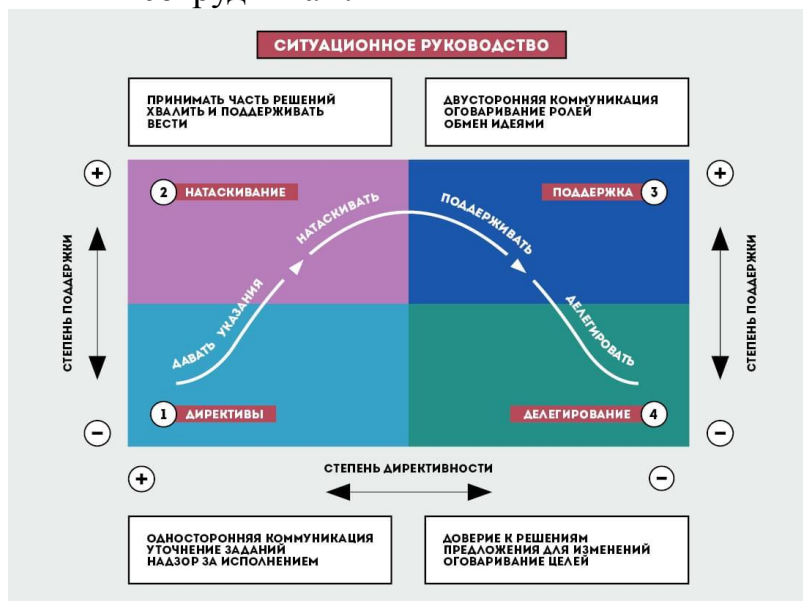 СИТУАЦИОННОЕ РУКОВОДСТВО
ПРИНИМАТЬ ЧАСТЬ РЕШЕНИЙ
ХВАЛИТЬ И ПОДДЕРЖИВАТЬ
ВЕСТИ
ДВУСТОРОННЯЯ КОММУНИКАЦИЯ
ОГОВАРИВАНИЕ РОЛЕЙ
ОБМЕН ИДЕЯМИ
+
+
2 НАТАСКИВАНИЕ
ПОДДЕРЖКА 3
НАТАСКИВАТЬ
ПОДДЕРЖИВАТЬ
СТЕПЕНЬ ПОДДЕРЖКИ
СТЕПЕНЬ ПОДДЕРЖКИ
ДАВАТЬ УКАЗАНИЯ
ДЕЛЕГИРОВАТЬ
1 ДИРЕКТИВЫ
ДЕЛЕГИРОВАНИЕ 4
−
−
СТЕПЕНЬ ДИРЕКТИВНОСТИ
+
−
ОДНОСТОРОННЯЯ КОММУНИКАЦИЯ
УТОЧНЕНИЕ ЗАДАНИЙ
НАДЗОР ЗА ИСПОЛНЕНИЕМ
ДОВЕРИЕ К РЕШЕНИЯМ
ПРЕДЛОЖЕНИЯ ДЛЯ ИЗМЕНЕНИЙ
ОГОВАРИВАНИЕ ЦЕЛЕЙ